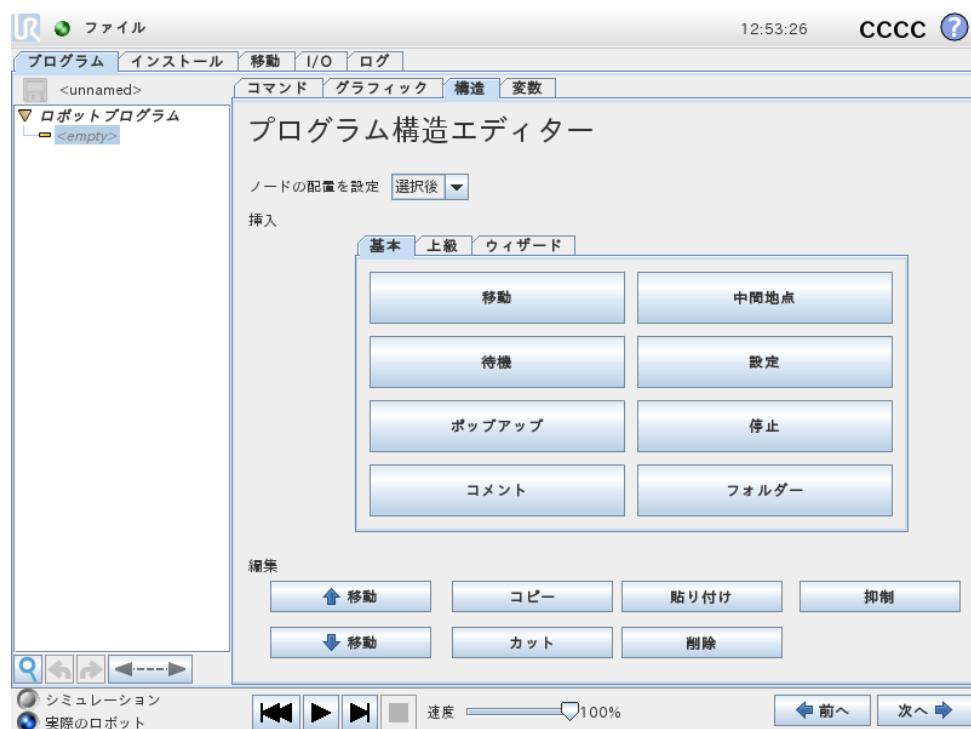 UR ファイル 12:53:26 CCCC ?
プログラム インストール 移動 I/O ログ
<unnamed> コマンド グラフィック 構造 変数
ロボットプログラム
<empty>
プログラム構造エディター
ノードの配置を設定 選択後
挿入
基本 上級 ウィザード
移動 中間地点
待機 設定
ポップアップ 停止
コメント フォルダー
編集
移動 コピー 貼り付け 抑制
移動 カット 削除
シミュレーション
実際のロボット 速度 100% 前へ 次へ